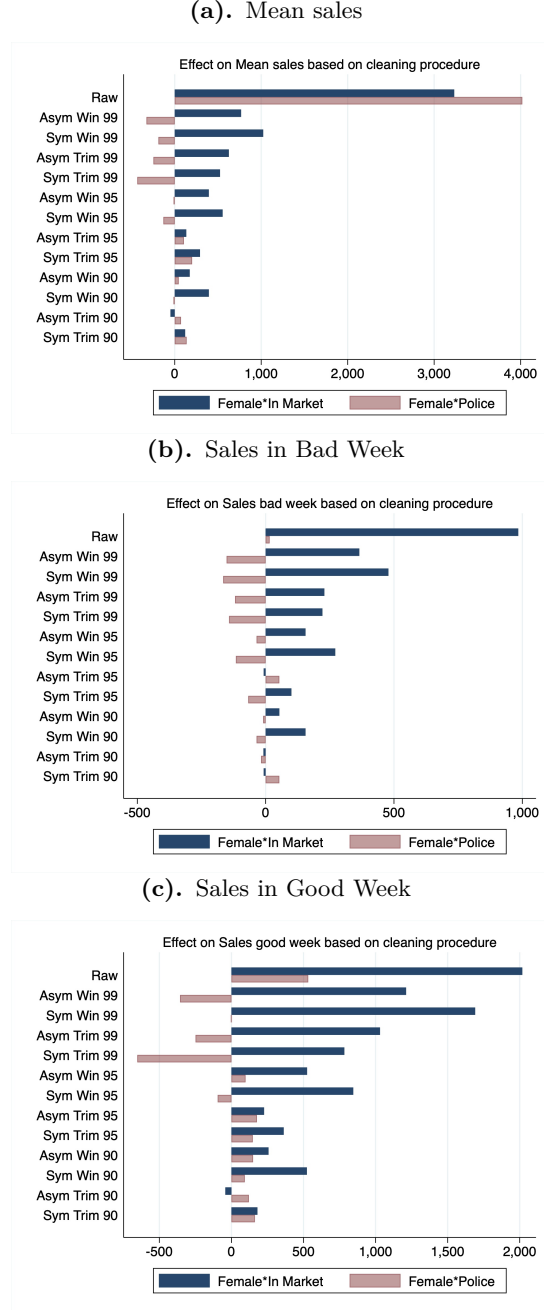 (a). Mean sales
Effect on Mean sales based on cleaning procedure
Raw
Asym Win 99
Sym Win 99
Asym Trim 99
Sym Trim 99
Asym Win 95
Sym Win 95
Asym Trim 95
Sym Trim 95
Asym Win 90
Sym Win 90
Asym Trim 90
Sym Trim 90
0 1,000 2,000 3,000 4,000
Female*In Market Female*Police
(b). Sales in Bad Week
Effect on Sales bad week based on cleaning procedure
Raw
Asym Win 99
Sym Win 99
Asym Trim 99
Sym Trim 99
Asym Win 95
Sym Win 95
Asym Trim 95
Sym Trim 95
Asym Win 90
Sym Win 90
Asym Trim 90
Sym Trim 90
-500 0 500 1,000
Female*In Market Female*Police
(c). Sales in Good Week
Effect on Sales good week based on cleaning procedure
Raw
Asym Win 99
Sym Win 99
Asym Trim 99
Sym Trim 99
Asym Win 95
Sym Win 95
Asym Trim 95
Sym Trim 95
Asym Win 90
Sym Win 90
Asym Trim 90
Sym Trim 90
-500 0 500 1,000 1,500 2,000
Female*In Market Female*Police